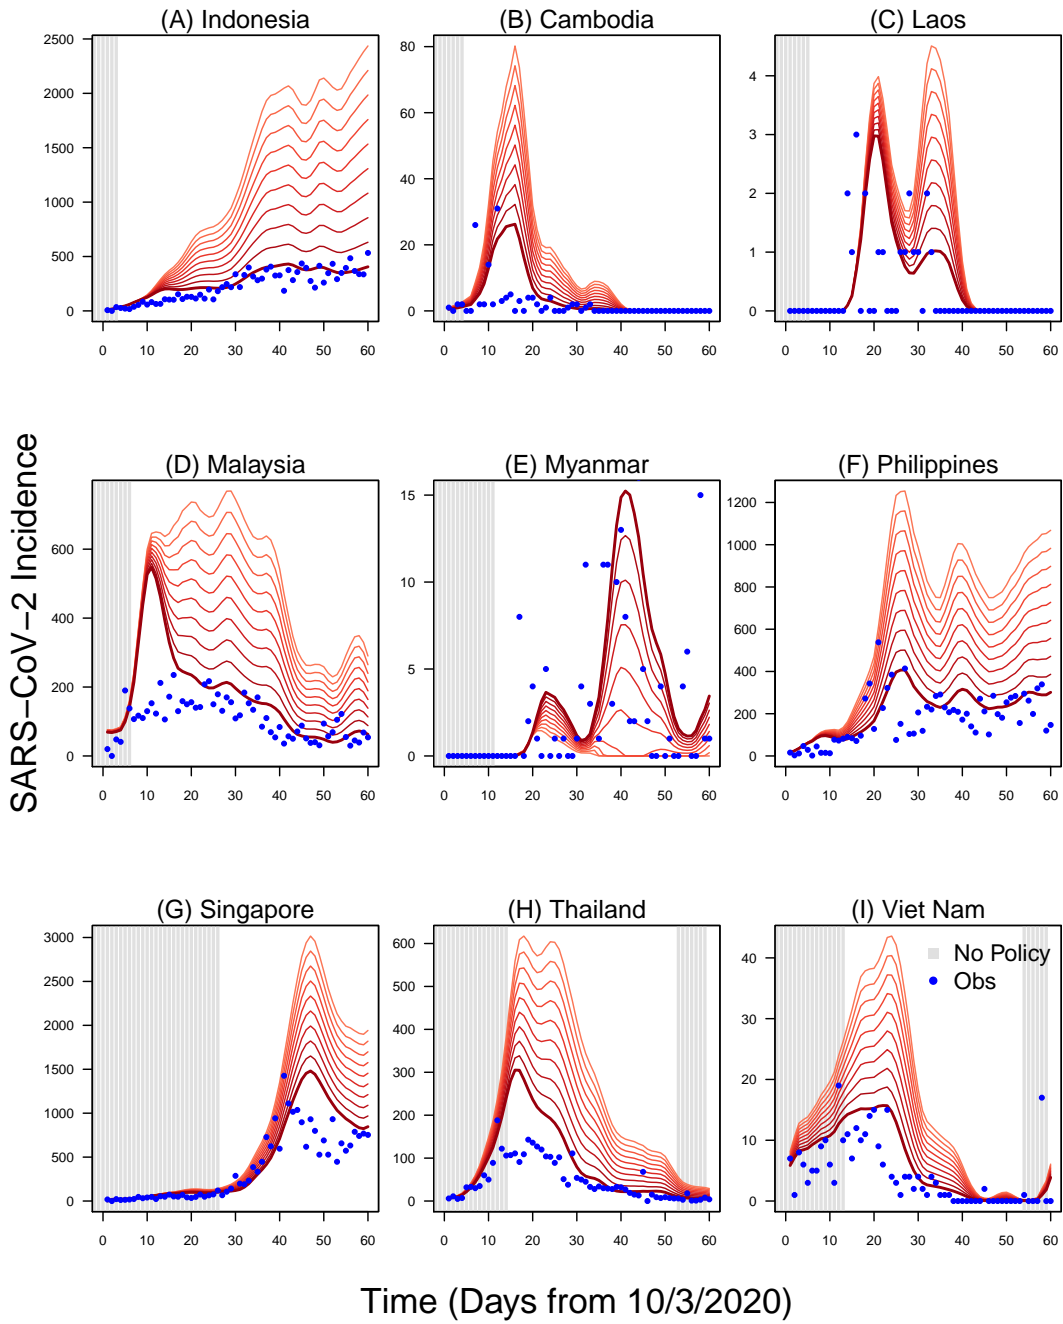 (A) Indonesia
(B) Cambodia
(C) Laos
2500
2000
1500
1000
500
0
0 10 20 30 40 50 60
80
60
40
20
0
0 10 20 30 40 50 60
4
3
2
1
0
0 10 20 30 40 50 60
SARS−CoV−2 Incidence
(D) Malaysia
(E) Myanmar
(F) Philippines
600
400
200
0
0 10 20 30 40 50 60
15
10
5
0
0 10 20 30 40 50 60
1200
1000
800
600
400
200
0
0 10 20 30 40 50 60
(G) Singapore
(H) Thailand
(I) Viet Nam
3000
2500
2000
1500
1000
500
0
0 10 20 30 40 50 60
600
500
400
300
200
100
0
0 10 20 30 40 50 60
40
30
20
10
0
0 10 20 30 40 50 60
No Policy
Obs
Time (Days from 10/3/2020)